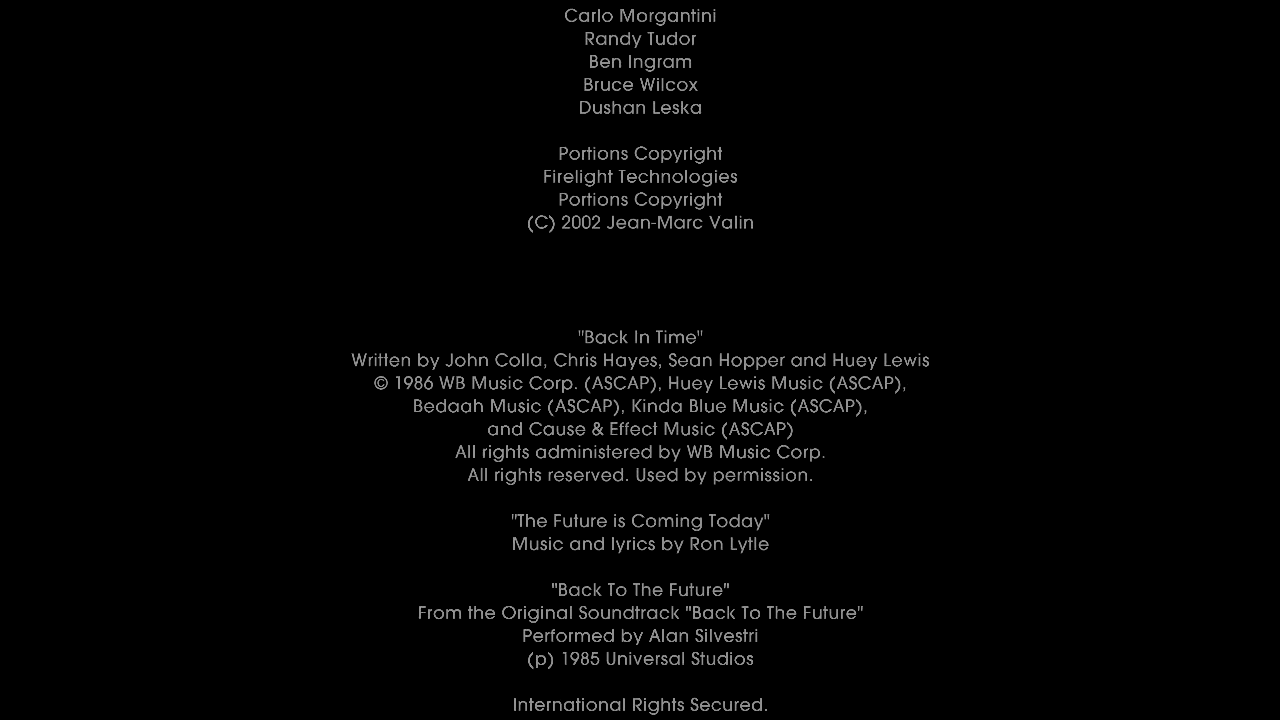 Carlo Morgantini
Randy Tudor
Ben Ingram
Bruce Wilcox
Dushan Leska
Portions Copyright
Firelight Technologies
Portions Copyright
(C) 2002 Jean-Marc Valin
"Back In Time"
Written by John Colla, Chris Hayes, Sean Hopper and Huey Lewis
© 1986 WB Music Corp. (ASCAP), Huey Lewis Music (ASCAP),
Bedaah Music (ASCAP), Kinda Blue Music (ASCAP),
and Cause & Effect Music (ASCAP)
All rights administered by WB Music Corp.
All rights reserved. Used by permission.
"The Future is Coming Today"
Music and lyrics by Ron Lytle
"Back To The Future"
From the Original Soundtrack "Back To The Future"
Performed by Alan Silvestri
(p) 1985 Universal Studios
International Rights Secured.